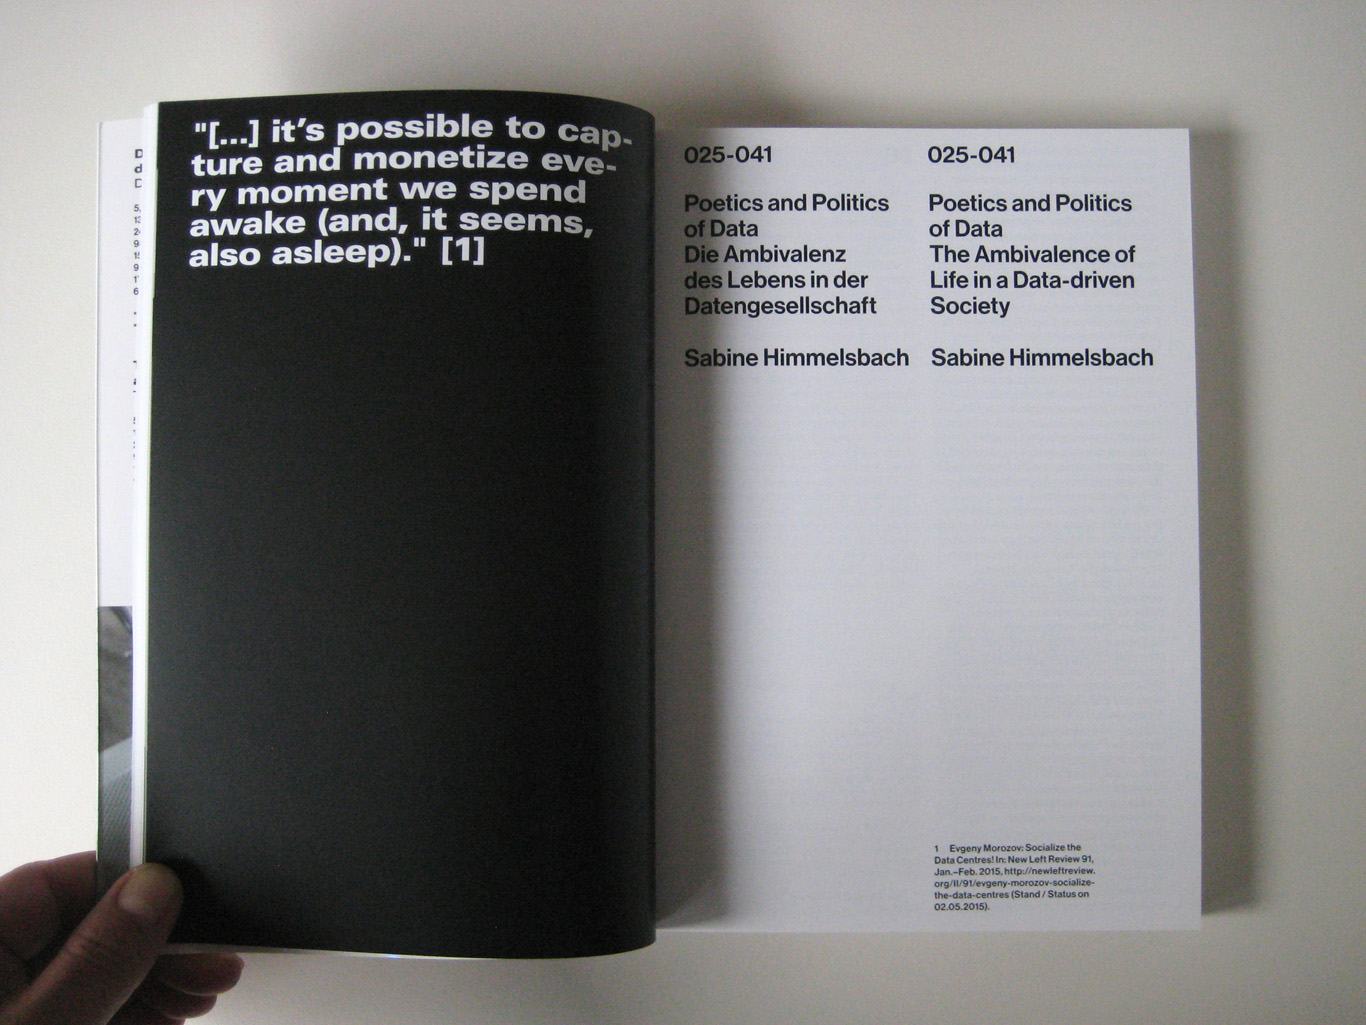 "[...] it's possible to cap-
ture and monetize eve-
ry moment we spend
awake (and, it seems,
also asleep)." [1]
025-041
Poetics and Politics
of Data
Die Ambivalenz
des Lebens in der
Datengesellschaft
Sabine Himmelsbach
025-041
Poetics and Politics
of Data
The Ambivalence of
Life in a Data-driven
Society
Sabine Himmelsbach
1 Evgeny Morozov: Socialize the
Data Centres! In: New Left Review 91,
Jan.–Feb. 2015, http://newleftreview.
org/II/91/evgeny-morozov-socialize-
the-data-centres (Stand / Status on
02.05.2015).